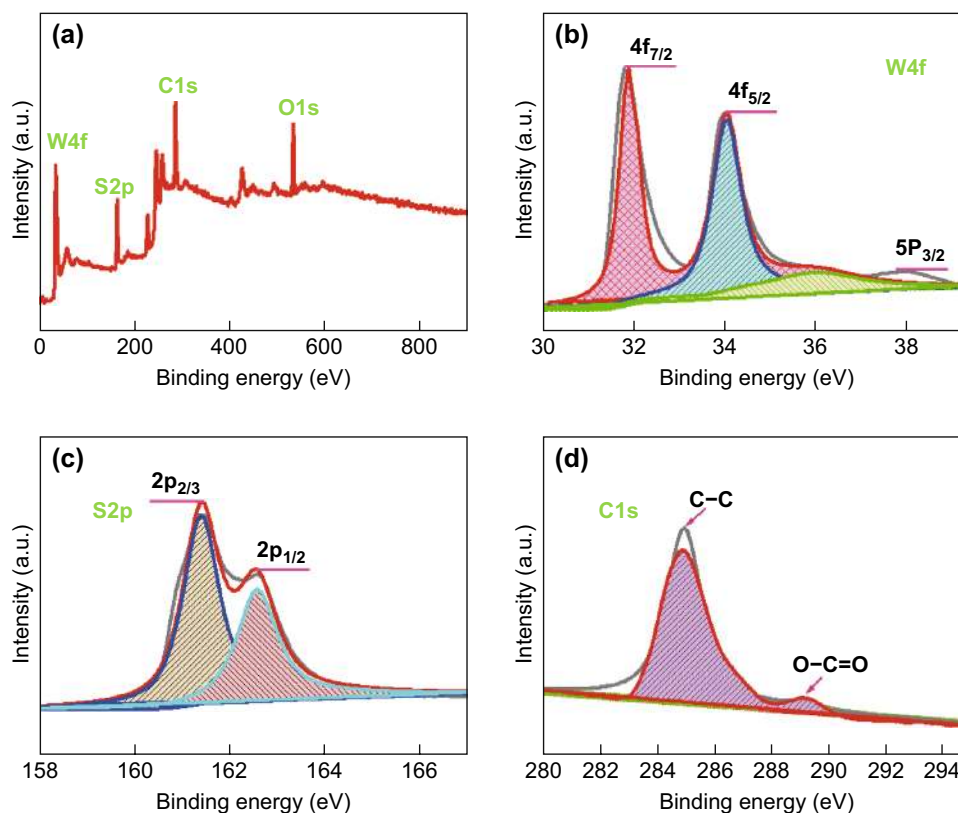 (a)
C1s
O1s
W4f
S2p
Intensity (a.u.)
0 200 400 600 800
Binding energy (eV)
(b)
4f7/2
W4f
4f5/2
5P3/2
Intensity (a.u.)
30 32 34 36 38
Binding energy (eV)
(c)
2p2/3
S2p
2p1/2
Intensity (a.u.)
158 160 162 164 166
Binding energy (eV)
(d)
C1s
C–C
O–C=O
Intensity (a.u.)
280 282 284 286 288 290 292 294
Binding energy (eV)